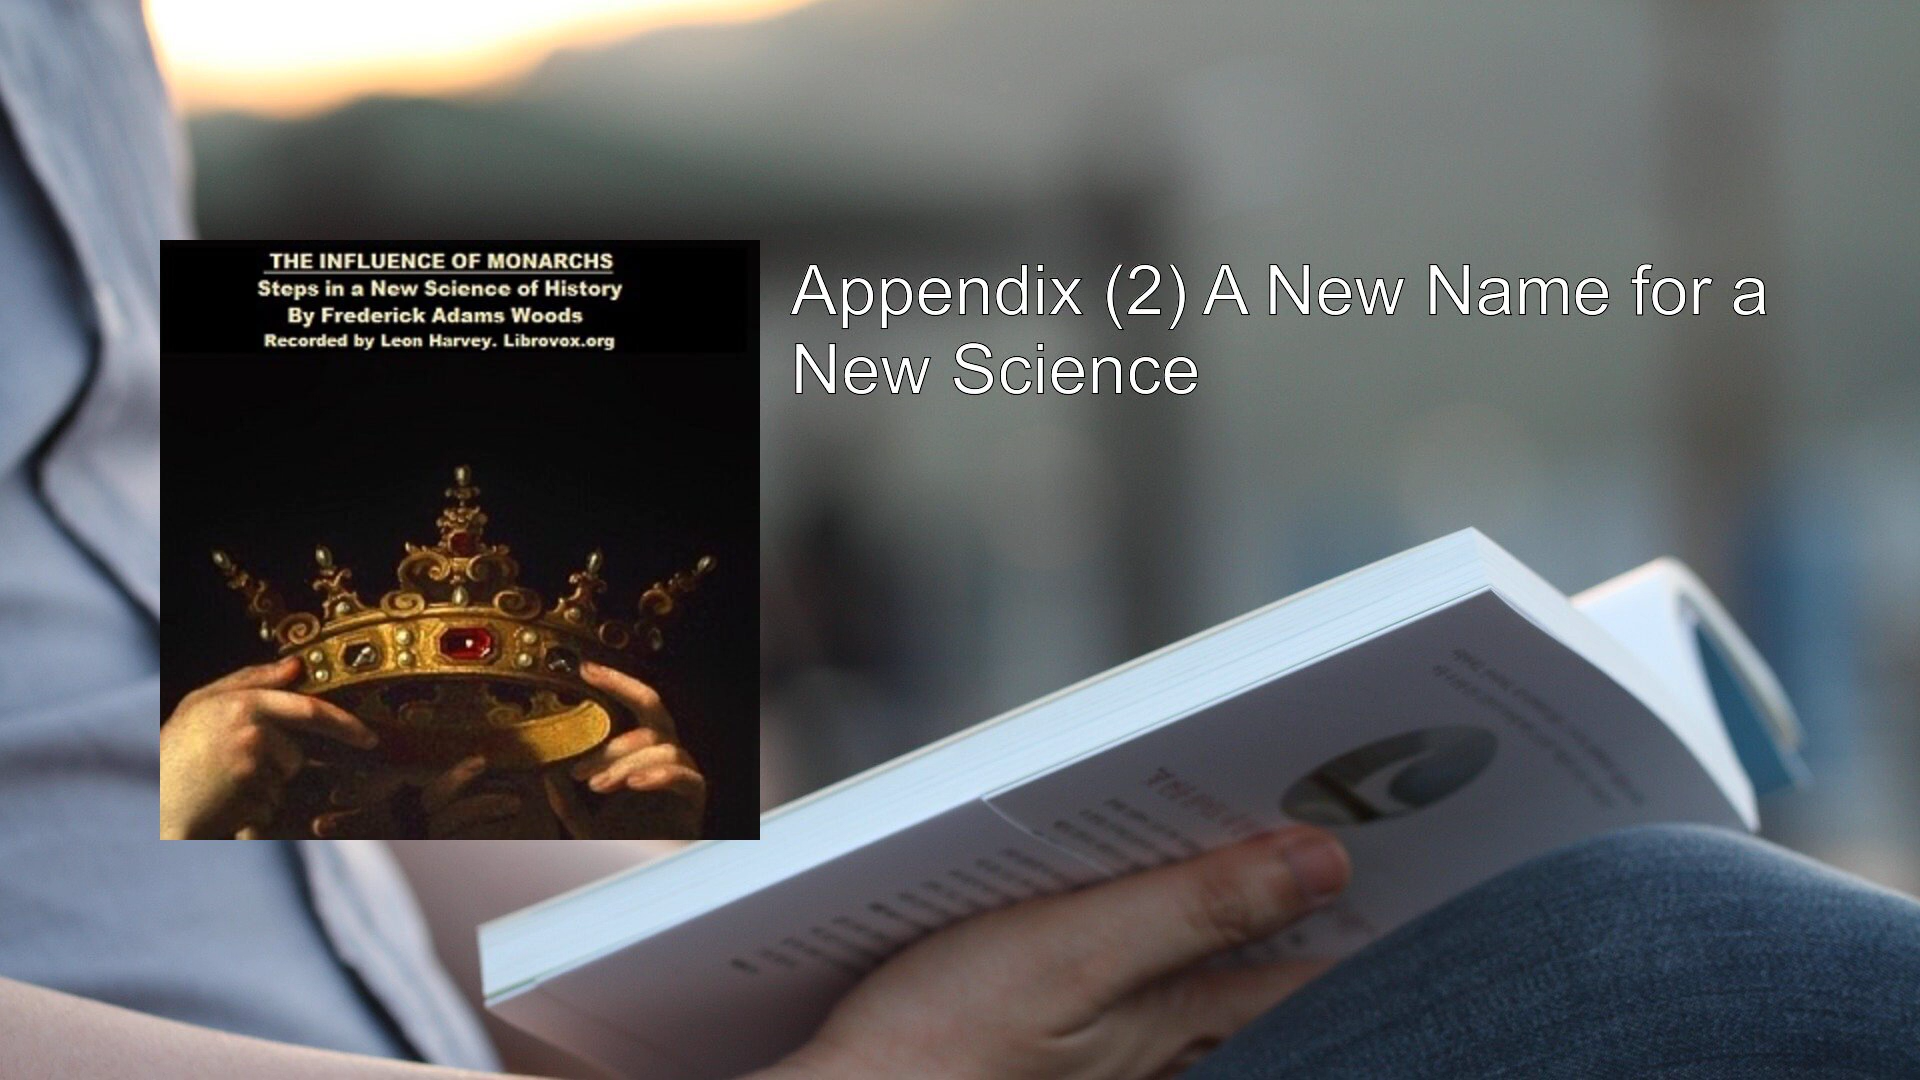 THE INFLUENCE OF MONARCHS
Steps in a New Science of History
By Frederick Adams Woods
Recorded by Leon Harvey. Librovox.org
Appendix (2) A New Name for a
New Science